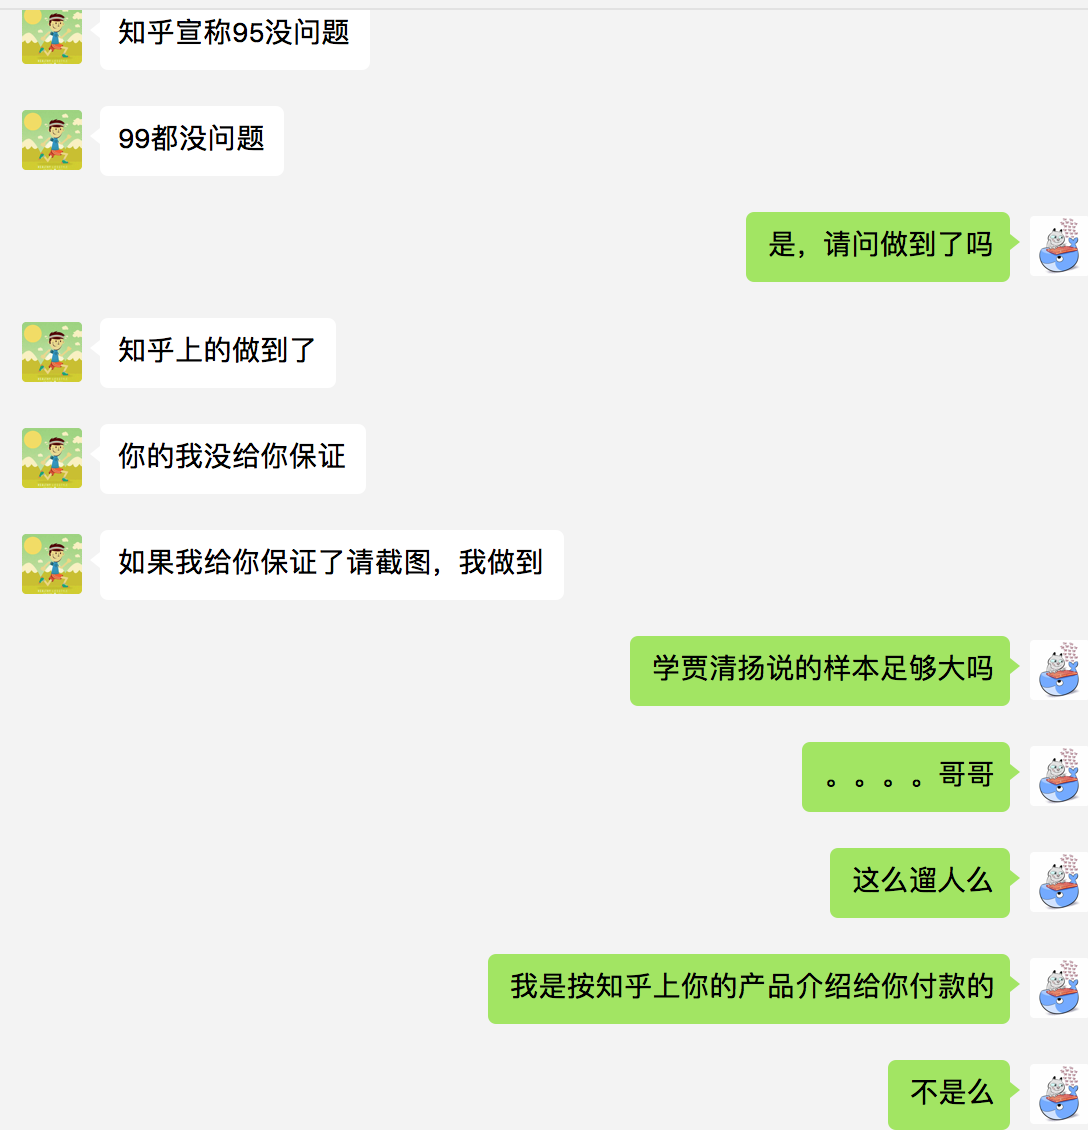 知乎宣称95没问题
99都没问题
是，请问做到了吗
知乎上的做到了
你的我没给你保证
如果我给你保证了请截图，我做到
学贾清扬说的样本足够大吗
。。。。哥哥
这么遛人么
我是按知乎上你的产品介绍给你付款的
不是么